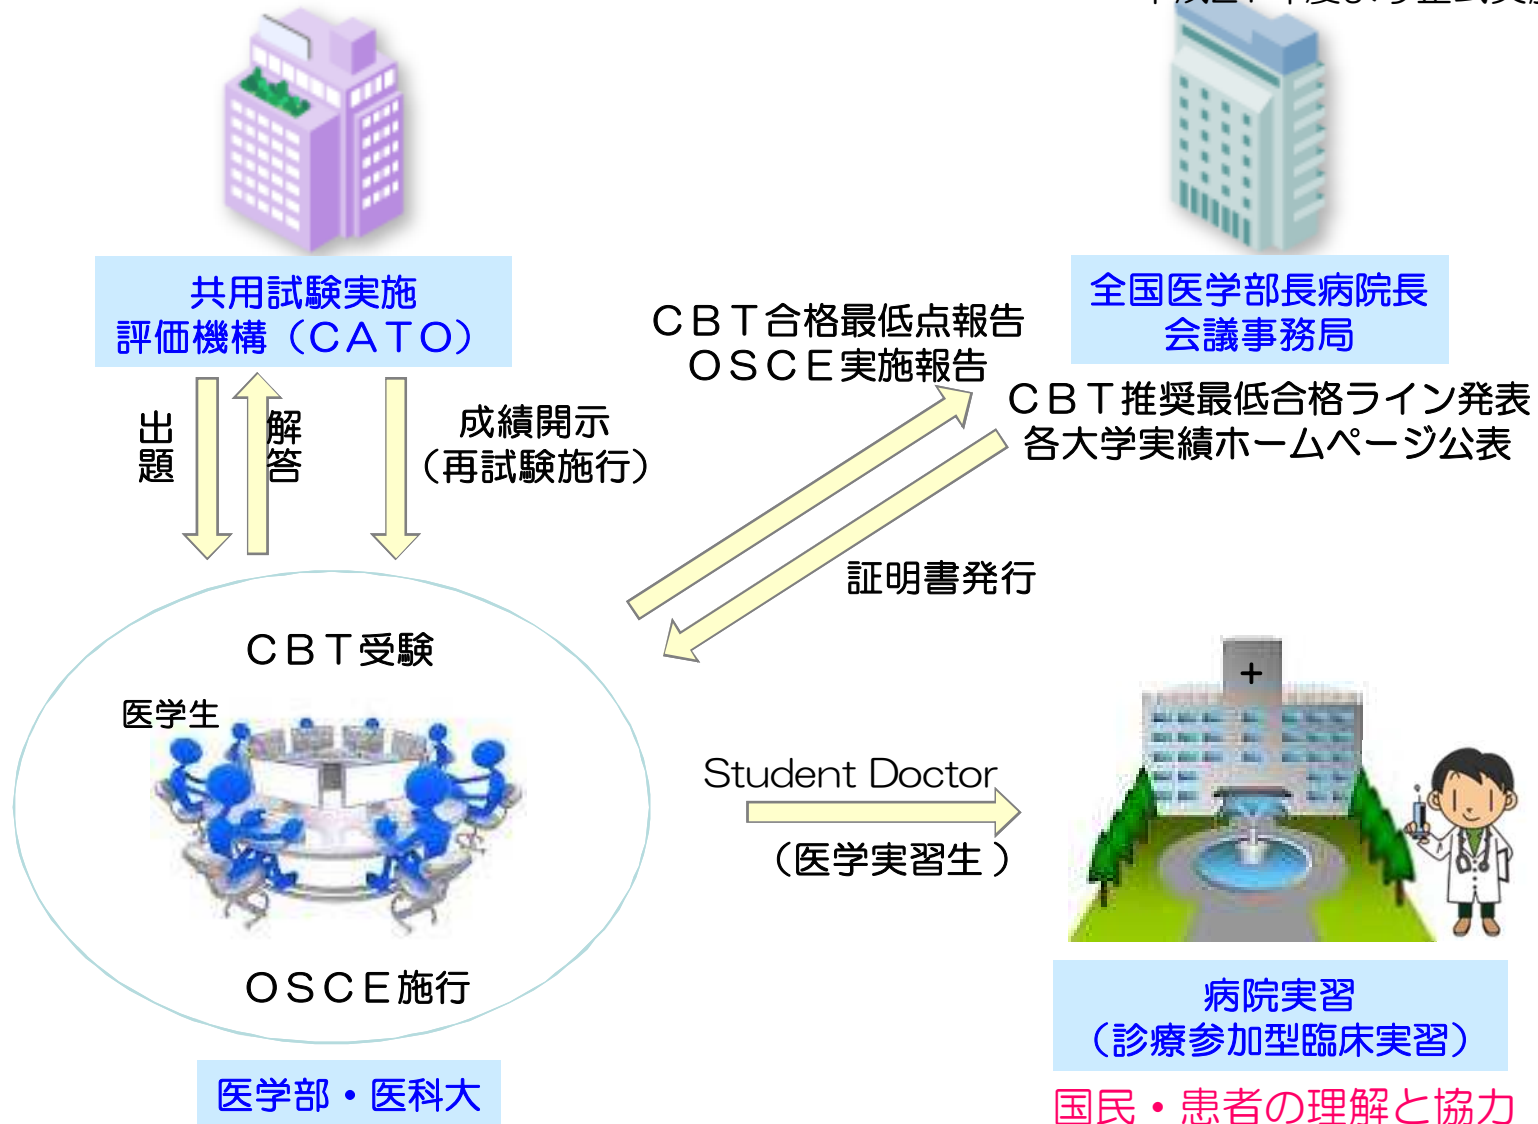 共用試験実施
評価機構（CATO）
全国医学部長病院長
会議事務局
CBT合格最低点報告
OSCE実施報告
CBT推奨最低合格ライン発表
各大学実績ホームページ公表
出題
解答
成績開示
（再試験施行）
証明書発行
CBT受験
医学生
Student Doctor
（医学実習生）
OSCE施行
医学部・医科大
病院実習
（診療参加型臨床実習）
国民・患者の理解と協力